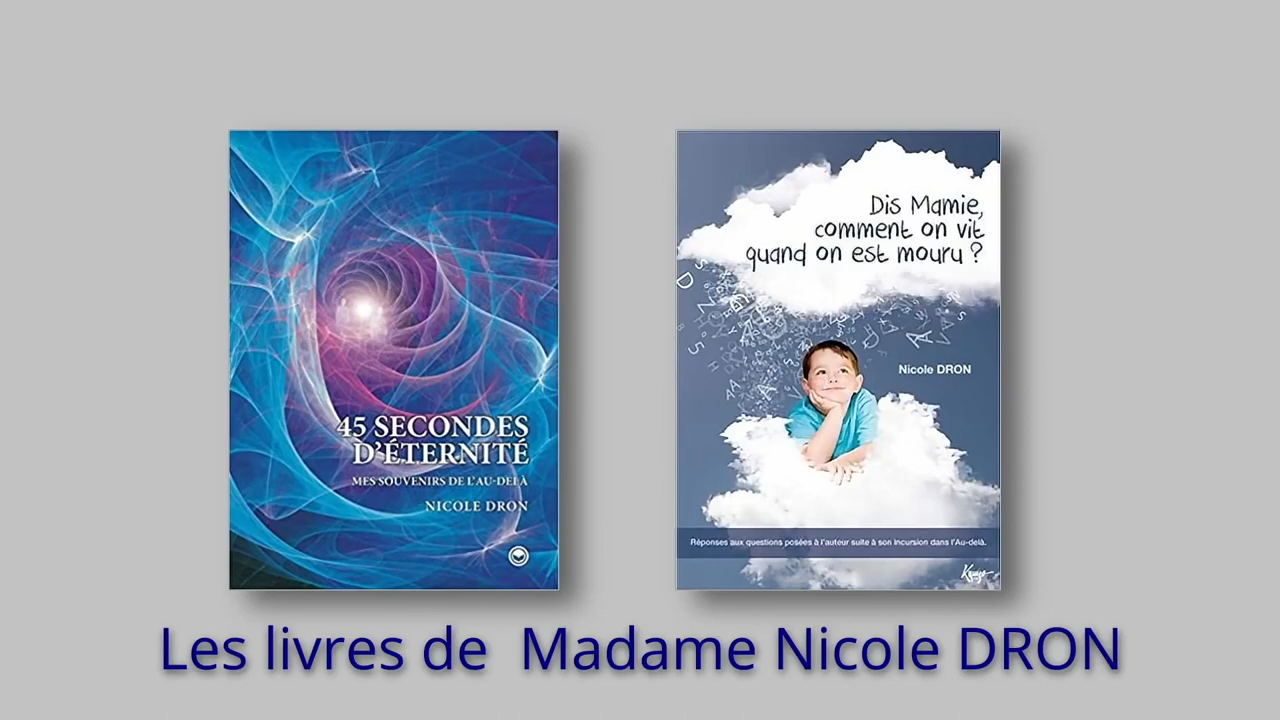 45 SECONDES
D'ÉTERNITÉ
MES SOUVENIRS DE L'AU-DELÀ
NICOLE DRON
Dis Mamie,
comment on vit
quand on est mouru ?
Nicole DRON
Réponses aux questions posées à l'auteur suite à son incursion dans l'Au-delà.
Les livres de Madame Nicole DRON